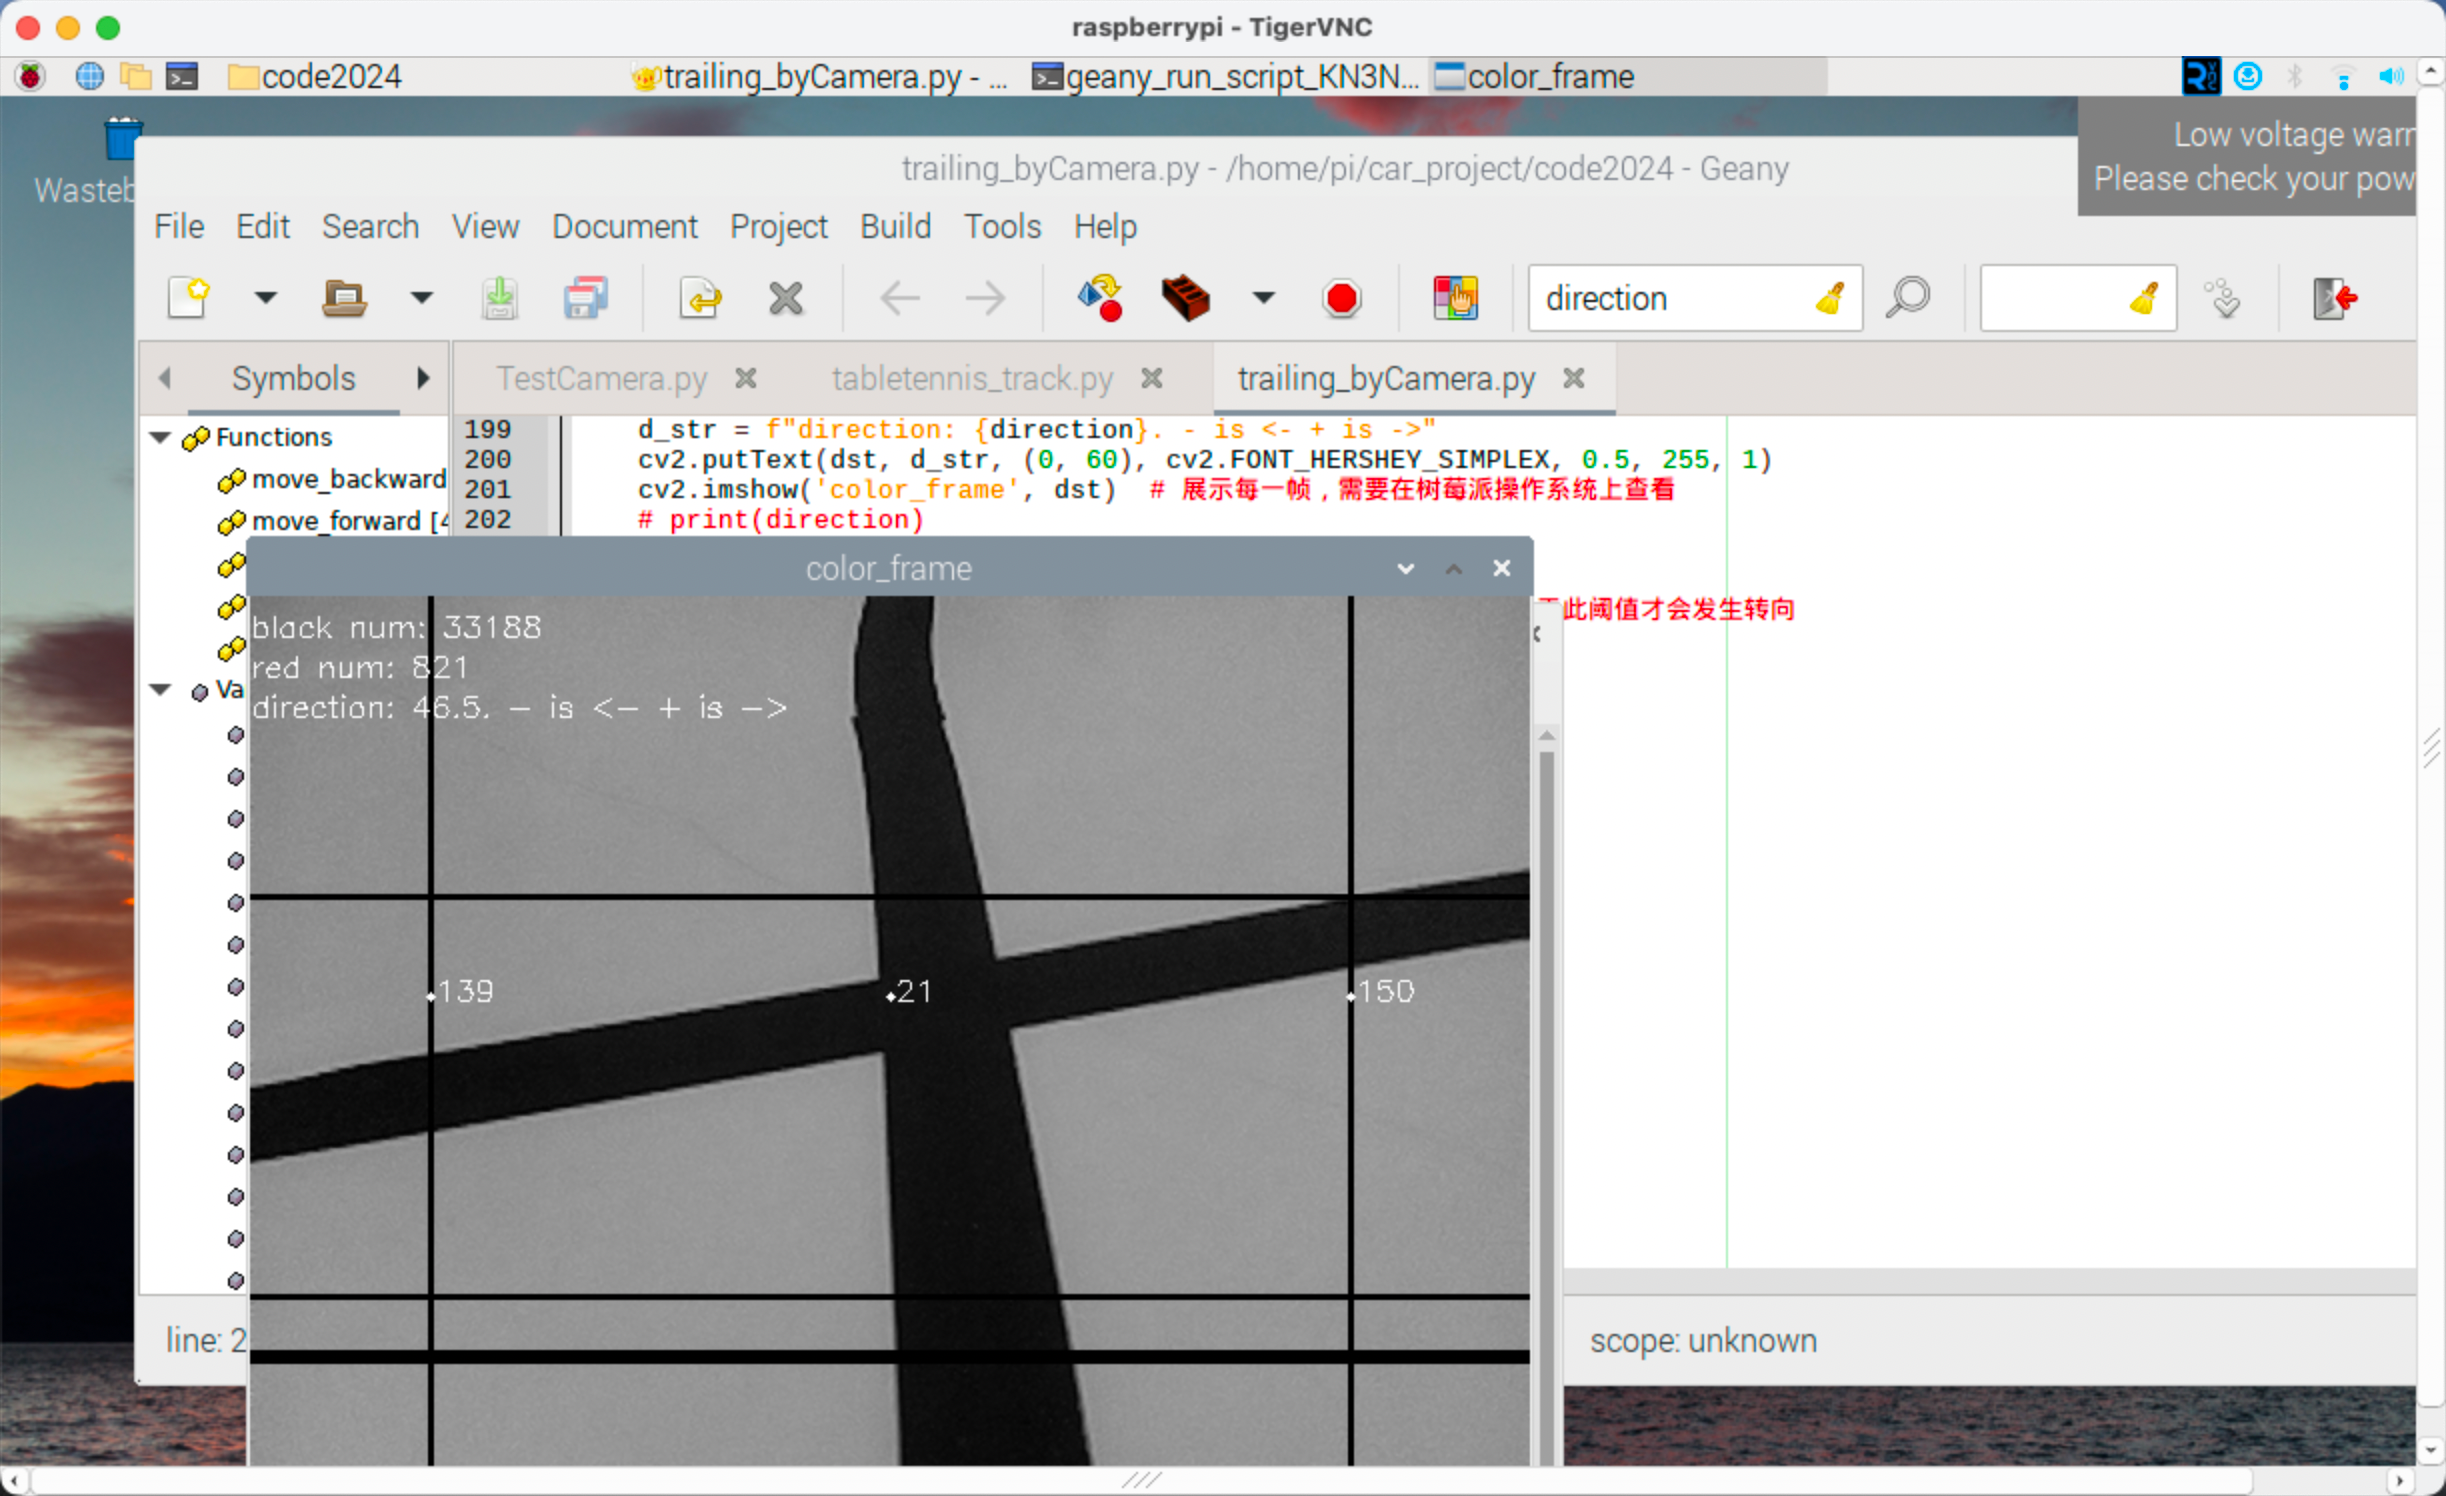 raspberrypi - TigerVNC
code2024
trailing_byCamera.py - ...
geany_run_script_KN3N...
color_frame
Low voltage warr
Please check your pow
Wasteb
trailing_byCamera.py - /home/pi/car_project/code2024 - Geany
File Edit Search View Document Project Build Tools Help
direction
Symbols
TestCamera.py
tabletennis_track.py
trailing_byCamera.py
Functions
move_backward
move_forward [4
Va
199 d_str = f"direction: {direction}. - is <- + is ->"
200 cv2.putText(dst, d_str, (0, 60), cv2.FONT_HERSHEY_SIMPLEX, 0.5, 255, 1)
201 cv2.imshow('color_frame', dst) # 展示每一帧，需要在树莓派操作系统上查看
202 # print(direction)
此阈值才会发生转向
color_frame
black num: 33188
red num: 821
direction: 46.5. - is <- + is ->
139
21
150
line: 2
scope: unknown